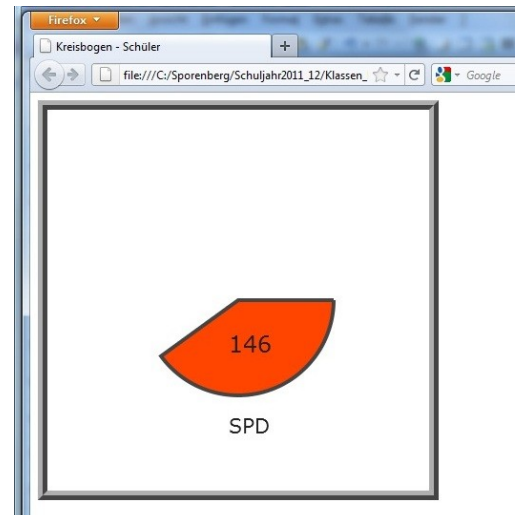 Firefox
Kreisbogen - Schüler
file:///C:/Sporenberg/Schuljahr2011_12/Klassen_
Google
146
SPD